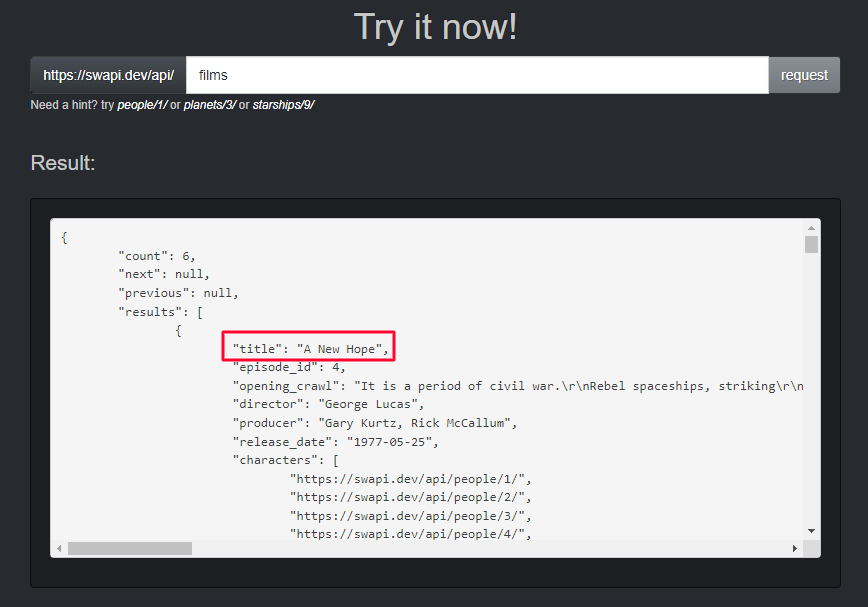 Try it now!
https://swapi.dev/api/ films request
Need a hint? try people/1/ or planets/3/ or starships/9/
Result:
{
"count": 6,
"next": null,
"previous": null,
"results": [
{
"title": "A New Hope",
"episode_id": 4,
"opening_crawl": "It is a period of civil war.\r\nRebel spaceships, striking\r\n
"director": "George Lucas",
"producer": "Gary Kurtz, Rick McCallum",
"release_date": "1977-05-25",
"characters": [
"https://swapi.dev/api/people/1/",
"https://swapi.dev/api/people/2/",
"https://swapi.dev/api/people/3/",
"https://swapi.dev/api/people/4/",